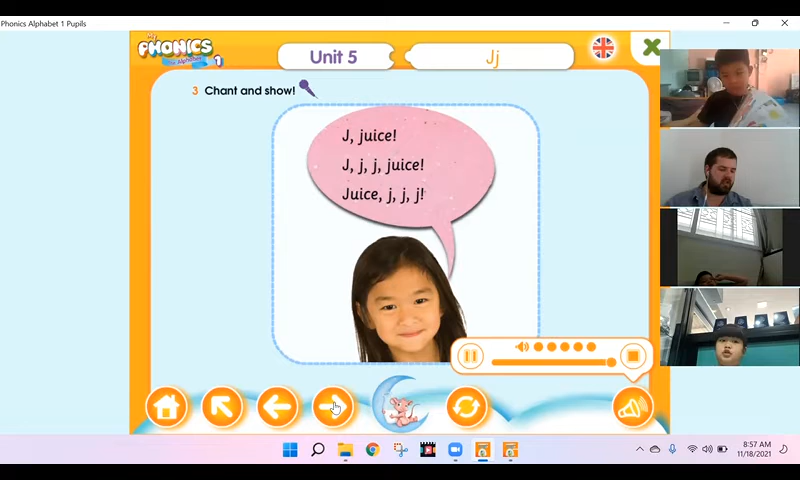 Phonics Alphabet 1 Pupils
My
PHONICS
The Alphabet 1
Unit 5
Jj
3 Chant and show!
J, juice!
J, j, j, juice!
Juice, j, j, j!
8:57 AM
11/18/2021